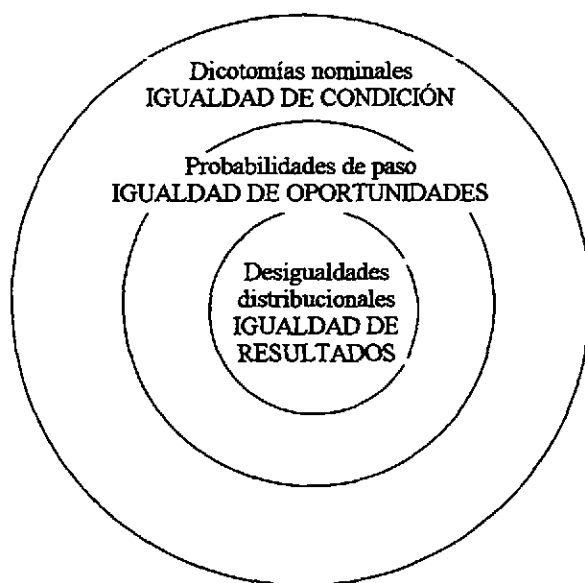 Dicotomías nominales
IGUALDAD DE CONDICIÓN
Probabilidades de paso
IGUALDAD DE OPORTUNIDADES
Desigualdades
distribucionales
IGUALDAD DE
RESULTADOS